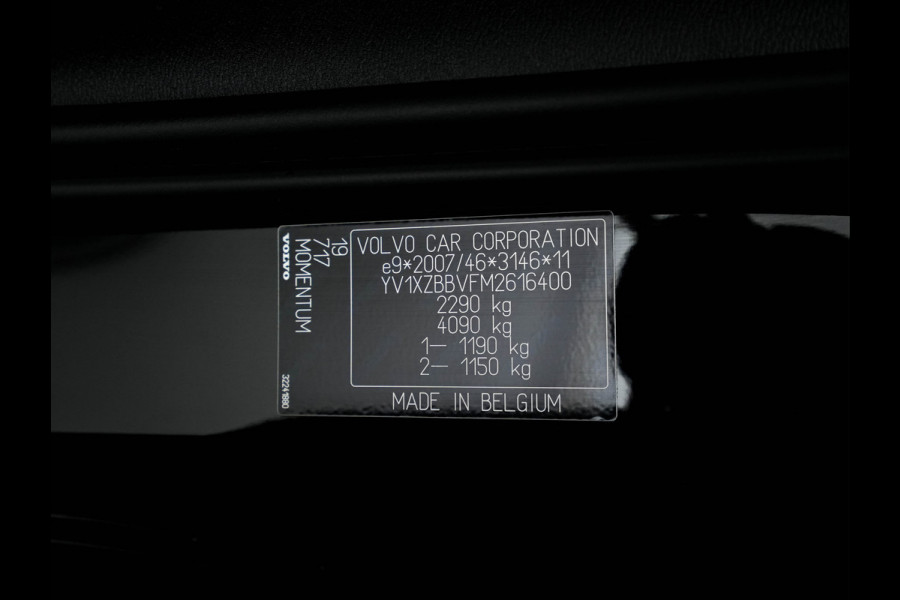 VOLVO CAR CORPORATION
e9*2007/46*3146*11
YV1XZBBVFM2616400
2290 kg
4090 kg
1— 1190 kg
2— 1150 kg
MADE IN BELGIUM
19
717
MOMENTUM
VOLVO
32241880